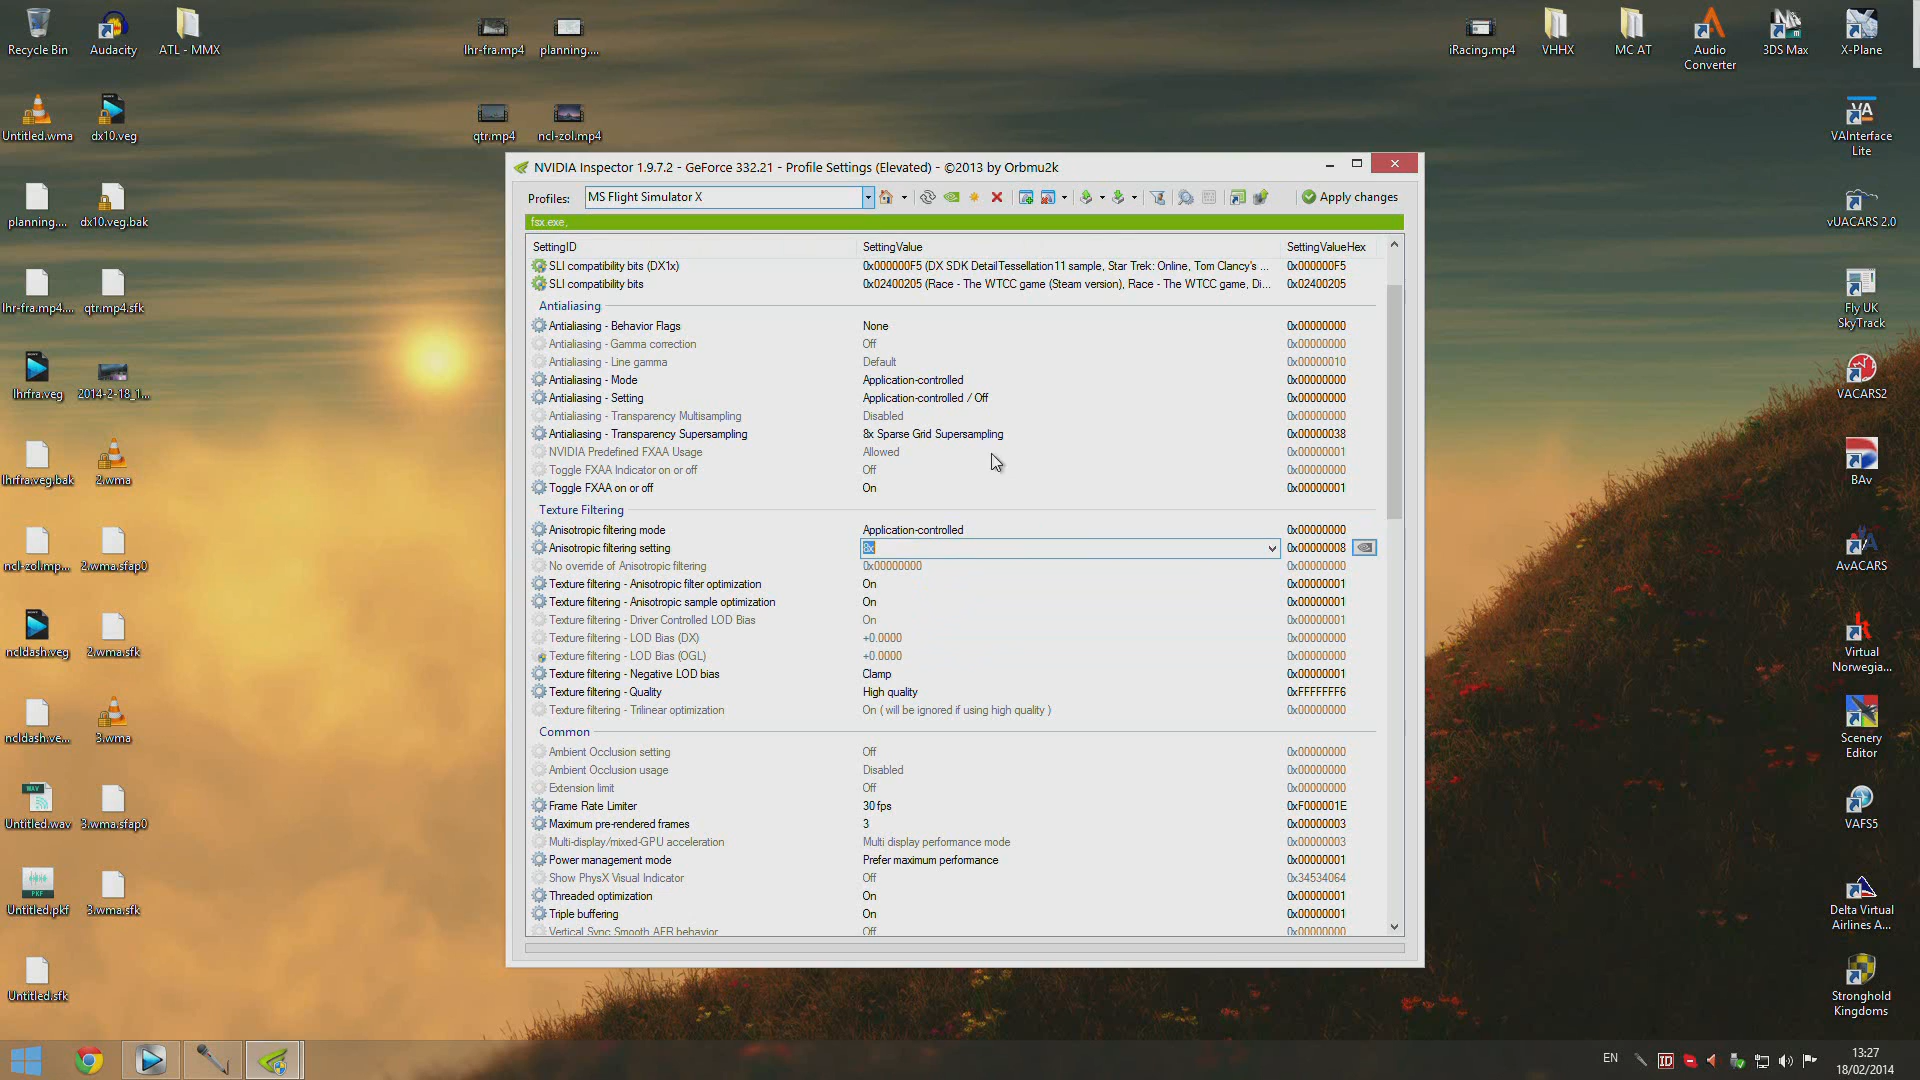 Recycle Bin
Audacity
ATL - MMX
lhr-fra.mp4
planning....
iRacing.mp4
VHHX
MC AT
Audio Converter
3DS Max
X-Plane
Untitled.wma
dx10.veg
qtr.mp4
ncl-zol.mp4
VAInterface Lite
planning....
dx10.veg.bak
vUACARS 2.0
lhr-fra.mp4....
qtr.mp4.sfk
Fly UK SkyTrack
lhrfra.veg
2014-2-18_1...
VACARS2
lhrfra.veg.bak
2.wma
BAv
ncl-zol.mp...
2.wma.sfap0
AvACARS
ncldash.veg
2.wma.sfk
Virtual Norwegia...
ncldash.ve...
3.wma
Scenery Editor
Untitled.wav
3.wma.sfap0
VAFS5
Untitled.pkf
3.wma.sfk
Delta Virtual Airlines A...
Untitled.sfk
Stronghold Kingdoms
NVIDIA Inspector 1.9.7.2 - GeForce 332.21 - Profile Settings (Elevated) - ©2013 by Orbmu2k
Profiles: MS Flight Simulator X Apply changes
fsx.exe,
SettingID SettingValue SettingValueHex
SLI compatibility bits (DX1x) 0x000000F5 (DX SDK DetailTessellation11 sample, Star Trek: Online, Tom Clancy's ... 0x000000F5
SLI compatibility bits 0x02400205 (Race - The WTCC game (Steam version), Race - The WTCC game, Di... 0x02400205
Antialiasing
Antialiasing - Behavior Flags None 0x00000000
Antialiasing - Gamma correction Off 0x00000000
Antialiasing - Line gamma Default 0x00000010
Antialiasing - Mode Application-controlled 0x00000000
Antialiasing - Setting Application-controlled / Off 0x00000000
Antialiasing - Transparency Multisampling Disabled 0x00000000
Antialiasing - Transparency Supersampling 8x Sparse Grid Supersampling 0x00000038
NVIDIA Predefined FXAA Usage Allowed 0x00000001
Toggle FXAA Indicator on or off Off 0x00000000
Toggle FXAA on or off On 0x00000001
Texture Filtering
Anisotropic filtering mode Application-controlled 0x00000000
Anisotropic filtering setting 8x 0x00000008
No override of Anisotropic filtering 0x00000000 0x00000000
Texture filtering - Anisotropic filter optimization On 0x00000001
Texture filtering - Anisotropic sample optimization On 0x00000001
Texture filtering - Driver Controlled LOD Bias On 0x00000001
Texture filtering - LOD Bias (DX) +0.0000 0x00000000
Texture filtering - LOD Bias (OGL) +0.0000 0x00000000
Texture filtering - Negative LOD bias Clamp 0x00000001
Texture filtering - Quality High quality 0xFFFFFFF6
Texture filtering - Trilinear optimization On ( will be ignored if using high quality ) 0x00000000
Common
Ambient Occlusion setting Off 0x00000000
Ambient Occlusion usage Disabled 0x00000000
Extension limit Off 0x00000000
Frame Rate Limiter 30 fps 0xF000001E
Maximum pre-rendered frames 3 0x00000003
Multi-display/mixed-GPU acceleration Multi display performance mode 0x00000003
Power management mode Prefer maximum performance 0x00000001
Show PhysX Visual Indicator Off 0x34534064
Threaded optimization On 0x00000001
Triple buffering On 0x00000001
Vertical Sync Smooth AFR behavior Off 0x00000000
EN
13:27
18/02/2014